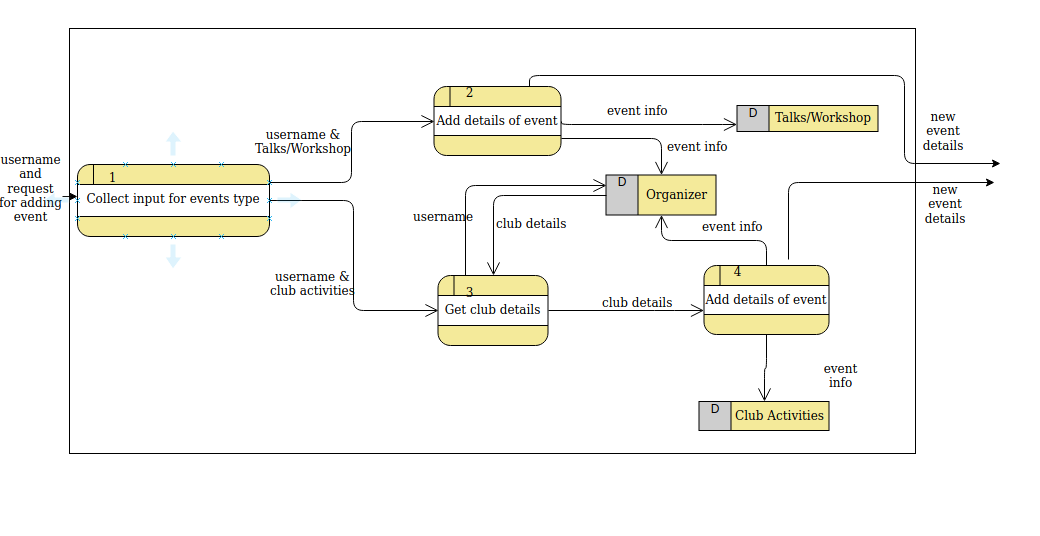 username
and
request
for adding
event
1
Collect input for events type
username &
Talks/Workshop
username &
club activities
2
Add details of event
event info
D
Talks/Workshop
event info
D
Organizer
username
club details
event info
3
Get club details
club details
4
Add details of event
event
info
D
Club Activities
new
event
details
new
event
details